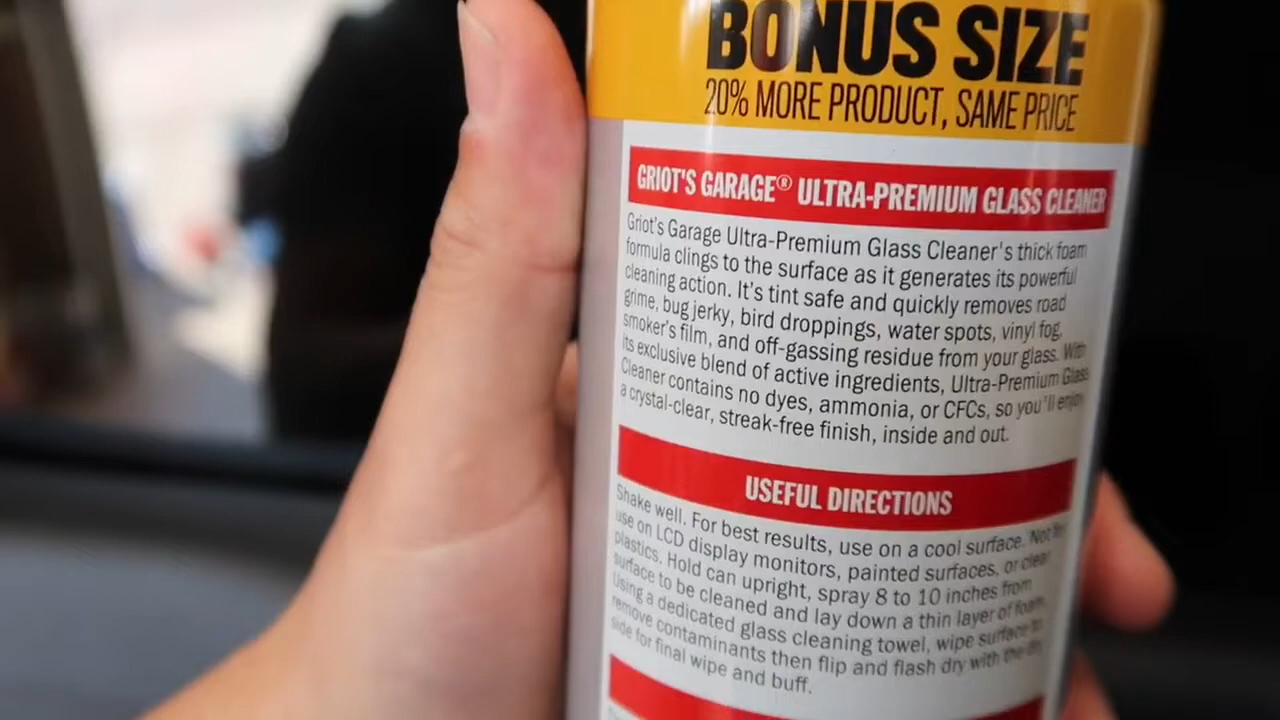 BONUS SIZE
20% MORE PRODUCT, SAME PRICE
GRIOT'S GARAGE® ULTRA-PREMIUM GLASS CLEANER
Griot's Garage Ultra-Premium Glass Cleaner's thick foam
formula clings to the surface as it generates its powerful
cleaning action. It's tint safe and quickly removes road
grime, bug jerky, bird droppings, water spots, vinyl fog,
smoker's film, and off-gassing residue from your glass. With
its exclusive blend of active ingredients, Ultra-Premium Glass
Cleaner contains no dyes, ammonia, or CFCs, so you'll enjoy
a crystal-clear, streak-free finish, inside and out.
USEFUL DIRECTIONS
Shake well. For best results, use on a cool surface. Not for
use on LCD display monitors, painted surfaces, or clear
plastics. Hold can upright, spray 8 to 10 inches from
surface to be cleaned and lay down a thin layer of foam.
Using a dedicated glass cleaning towel, wipe surface to
remove contaminants then flip and flash dry with the dry
side for final wipe and buff.